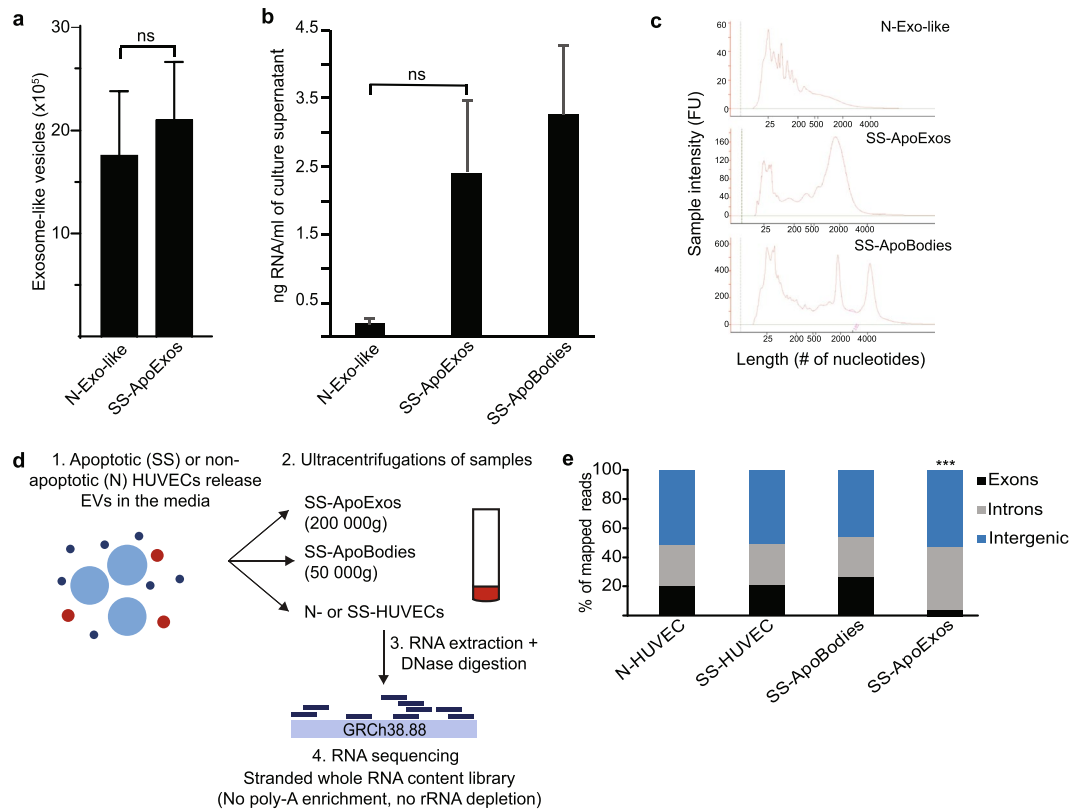 a
Exosome-like vesicles (x10⁵)
30
20
10
ns
N-Exo-like
SS-ApoExos
b
ng RNA/ml of culture supernatant
4.5
3.5
2.5
1.5
0.5
ns
N-Exo-like
SS-ApoExos
SS-ApoBodies
c
Sample intensity (FU)
N-Exo-like
60
40
20
0
25 200 500 2000 4000
SS-ApoExos
160
120
80
40
0
25 200 500 2000 4000
SS-ApoBodies
600
400
200
0
25 200 500 2000 4000
Length (# of nucleotides)
d
1. Apoptotic (SS) or non-
apoptotic (N) HUVECs release
EVs in the media
2. Ultracentrifugations of samples
SS-ApoExos
(200 000g)
SS-ApoBodies
(50 000g)
N- or SS-HUVECs
3. RNA extraction +
DNase digestion
GRCh38.88
4. RNA sequencing
Stranded whole RNA content library
(No poly-A enrichment, no rRNA depletion)
e
% of mapped reads
100
80
60
40
20
***
Exons
Introns
Intergenic
N-HUVEC
SS-HUVEC
SS-ApoBodies
SS-ApoExos